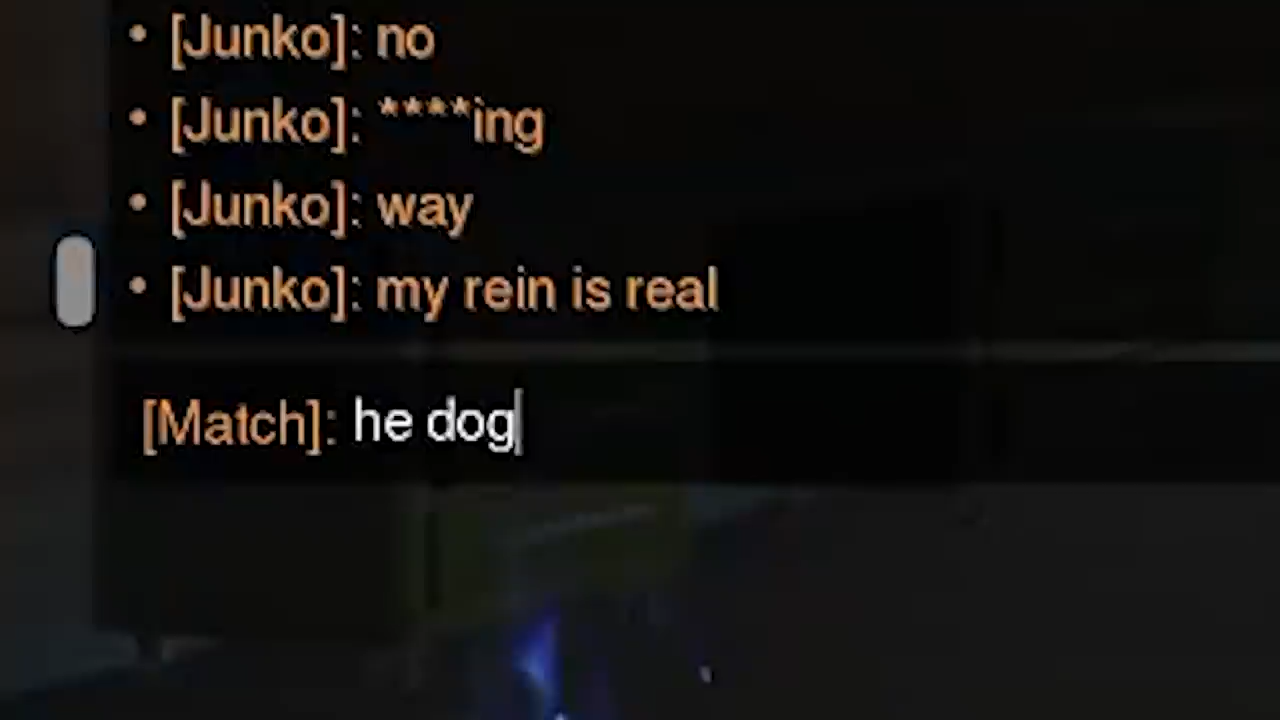 • [Junko]: no
• [Junko]: ****ing
• [Junko]: way
• [Junko]: my rein is real
[Match]: he dog